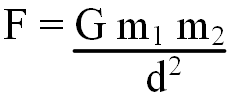 F = G m₁ m₂
d²